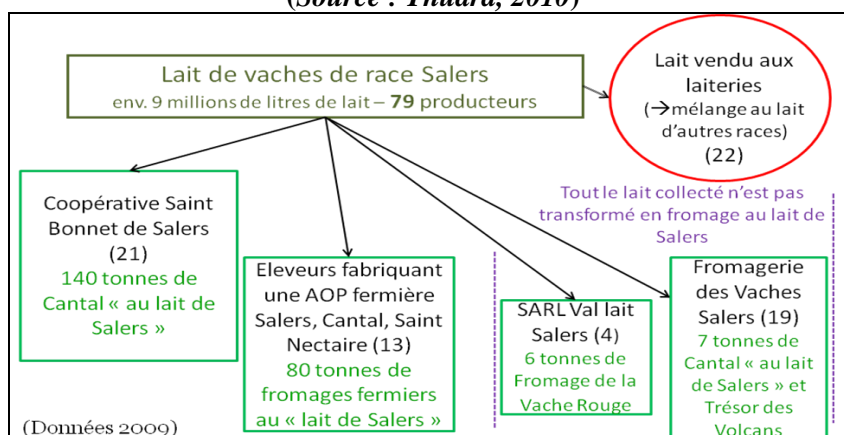 (Source : Thuard, 2010)
Lait de vaches de race Salers
env. 9 millions de litres de lait – 79 producteurs
Lait vendu aux
laiteries
(→mélange au lait
d'autres races)
(22)
Tout le lait collecté n'est pas
transformé en fromage au lait de
Salers
Coopérative Saint
Bonnet de Salers
(21)
140 tonnes de
Cantal « au lait de
Salers »
Eleveurs fabriquant
une AOP fermière
Salers, Cantal, Saint
Nectaire (13)
80 tonnes de
fromages fermiers
au « lait de Salers »
SARL Val lait
Salers (4)
6 tonnes de
Fromage de la
Vache Rouge
Fromagerie
des Vaches
Salers (19)
7 tonnes de
Cantal « au lait
de Salers » et
Trésor des
Volcans
(Données 2009)